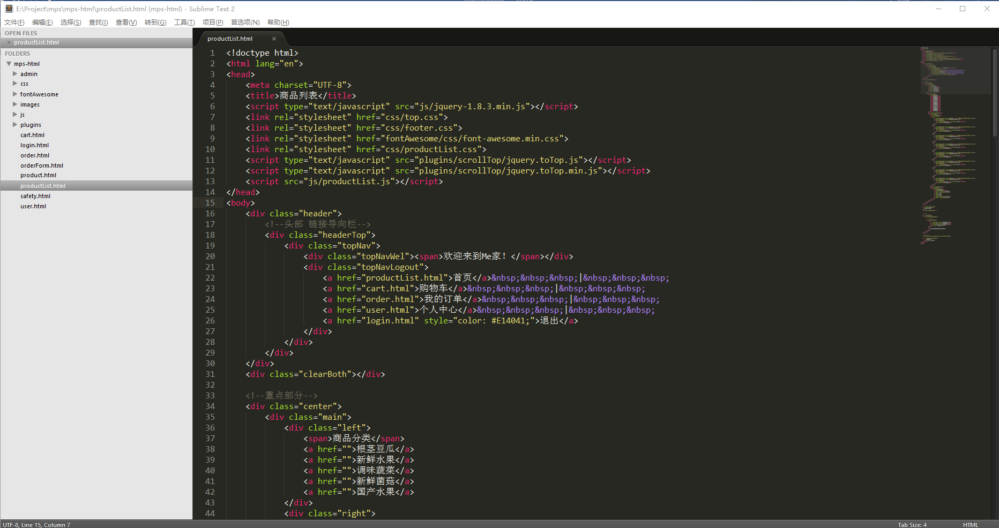 E:\Project\mps\mps-html\productList.html (mps-html) - Sublime Text 2
文件(F) 编辑(E) 选择(S) 查找(I) 查看(V) 转到(G) 工具(T) 项目(P) 首选项(N) 帮助(H)
OPEN FILES
productList.html
FOLDERS
mps-html
admin
css
fontAwesome
images
js
plugins
cart.html
login.html
order.html
orderForm.html
product.html
productList.html
safety.html
user.html
productList.html
1 <!doctype html>
2 <html lang="en">
3 <head>
4 <meta charset="UTF-8">
5 <title>商品列表</title>
6 <script type="text/javascript" src="js/jquery-1.8.3.min.js"></script>
7 <link rel="stylesheet" href="css/top.css">
8 <link rel="stylesheet" href="css/footer.css">
9 <link rel="stylesheet" href="fontAwesome/css/font-awesome.min.css">
10 <link rel="stylesheet" href="css/productList.css">
11 <script type="text/javascript" src="plugins/scrollTop/jquery.toTop.js"></script>
12 <script type="text/javascript" src="plugins/scrollTop/jquery.toTop.min.js"></script>
13 <script src="js/productList.js"></script>
14 </head>
15 <body>
16 <div class="header">
17 <!--头部 链接导向栏-->
18 <div class="headerTop">
19 <div class="topNav">
20 <div class="topNavWel"><span>欢迎来到Me家！</span></div>
21 <div class="topNavLogout">
22 <a href="productList.html">首页</a>&nbsp;&nbsp;&nbsp;|&nbsp;&nbsp;&nbsp;
23 <a href="cart.html">购物车</a>&nbsp;&nbsp;&nbsp;|&nbsp;&nbsp;&nbsp;
24 <a href="order.html">我的订单</a>&nbsp;&nbsp;&nbsp;|&nbsp;&nbsp;&nbsp;
25 <a href="user.html">个人中心</a>&nbsp;&nbsp;&nbsp;|&nbsp;&nbsp;&nbsp;
26 <a href="login.html" style="color: #E14041;">退出</a>
27 </div>
28 </div>
29 </div>
30 </div>
31 <div class="clearBoth"></div>
32
33 <!--重点部分-->
34 <div class="center">
35 <div class="main">
36 <div class="left">
37 <span>商品分类</span>
38 <a href="">根茎豆瓜</a>
39 <a href="">新鲜水果</a>
40 <a href="">调味蔬菜</a>
41 <a href="">新鲜菌菇</a>
42 <a href="">国产水果</a>
43 </div>
44 <div class="right">
UTF-8, Line 15, Column 7
Tab Size: 4
HTML